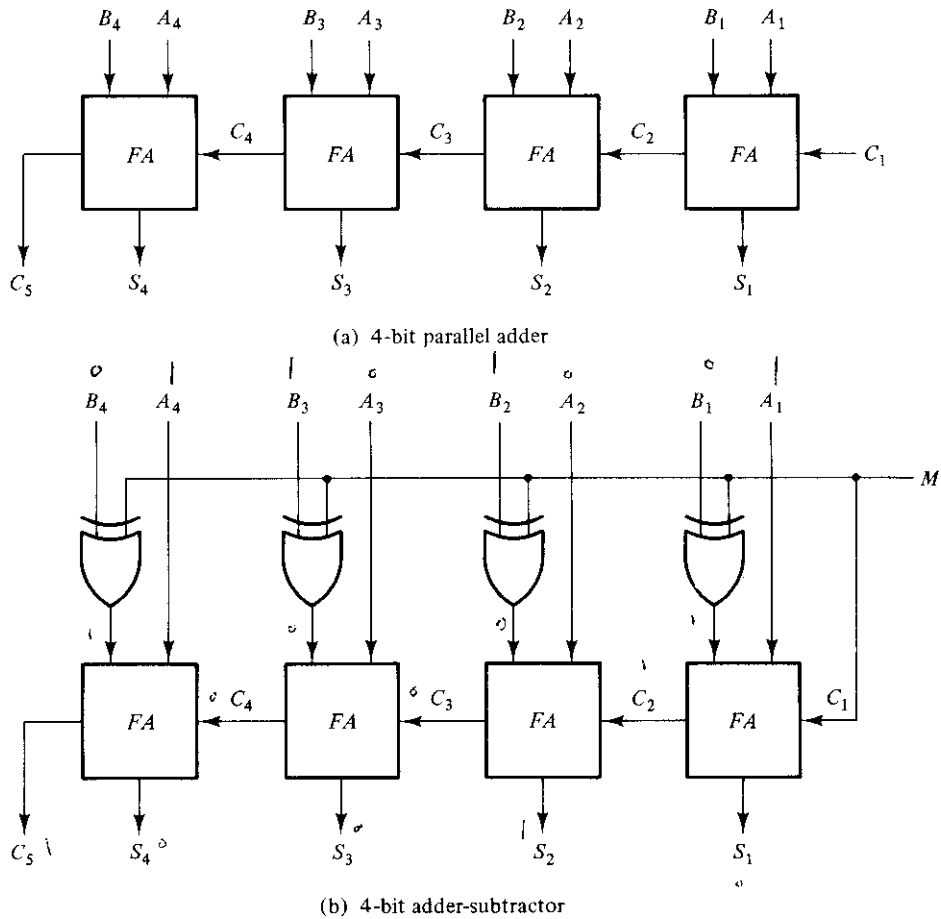 B4 A4 B3 A3 B2 A2 B1 A1
FA C4 FA C3 FA C2 FA C1
C5 S4 S3 S2 S1
(a) 4-bit parallel adder
0 1 1 0 1 0 0 1
B4 A4 B3 A3 B2 A2 B1 A1
M
1 0 0 1
1
FA 0 C4 FA 0 C3 FA C2 FA C1
C5 1 S4 0 S3 0 S2 1 S1
0
(b) 4-bit adder-subtractor